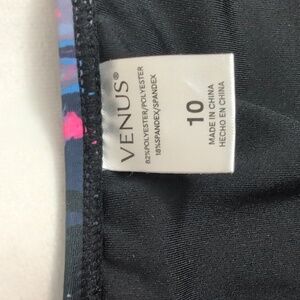 VENUS®
82%POLYESTER/POLYESTER
18%SPANDEX/SPANDEX
10
MADE IN CHINA
HECHO EN CHINA